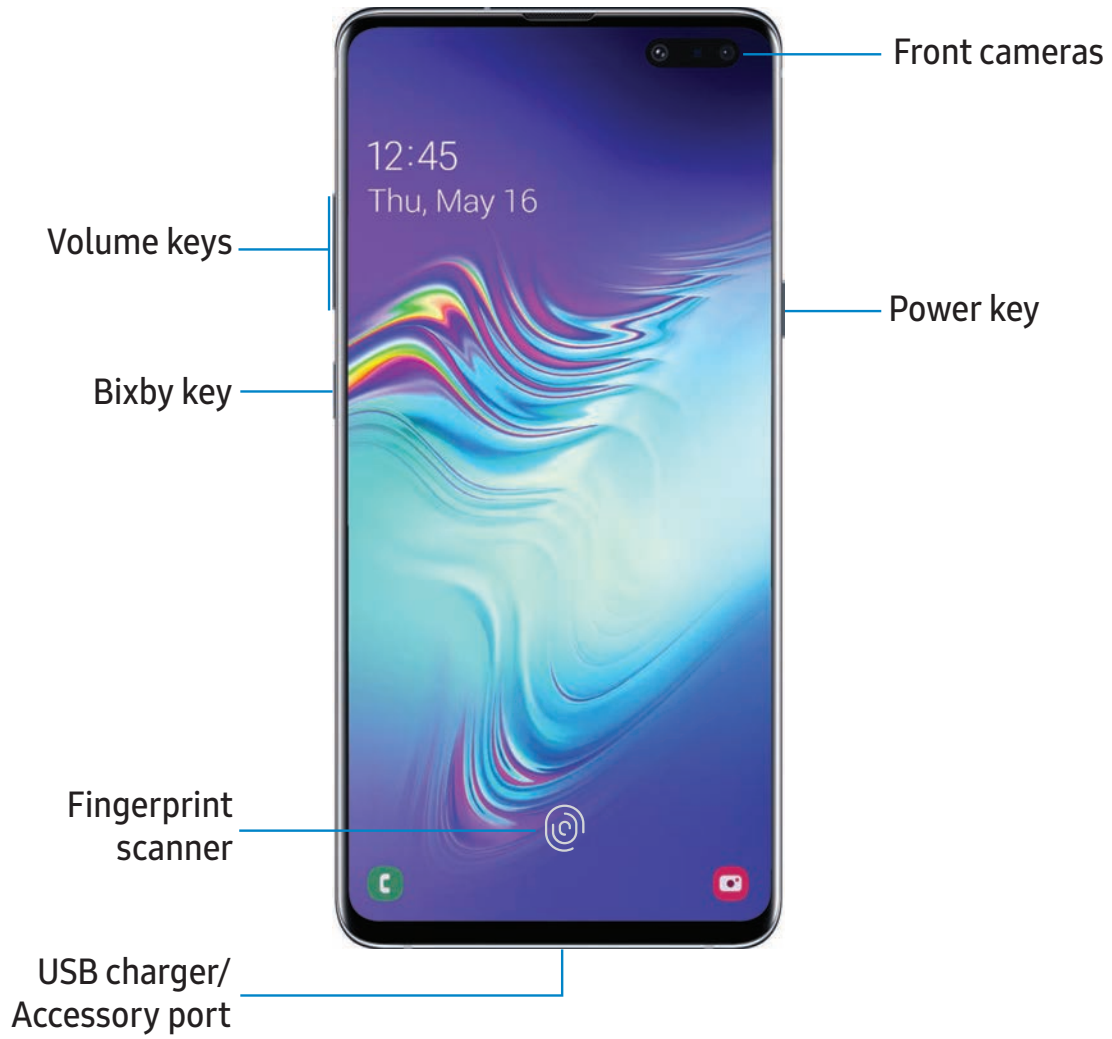 Front cameras
12:45
Thu, May 16
Volume keys
Power key
Bixby key
Fingerprint
scanner
USB charger/
Accessory port